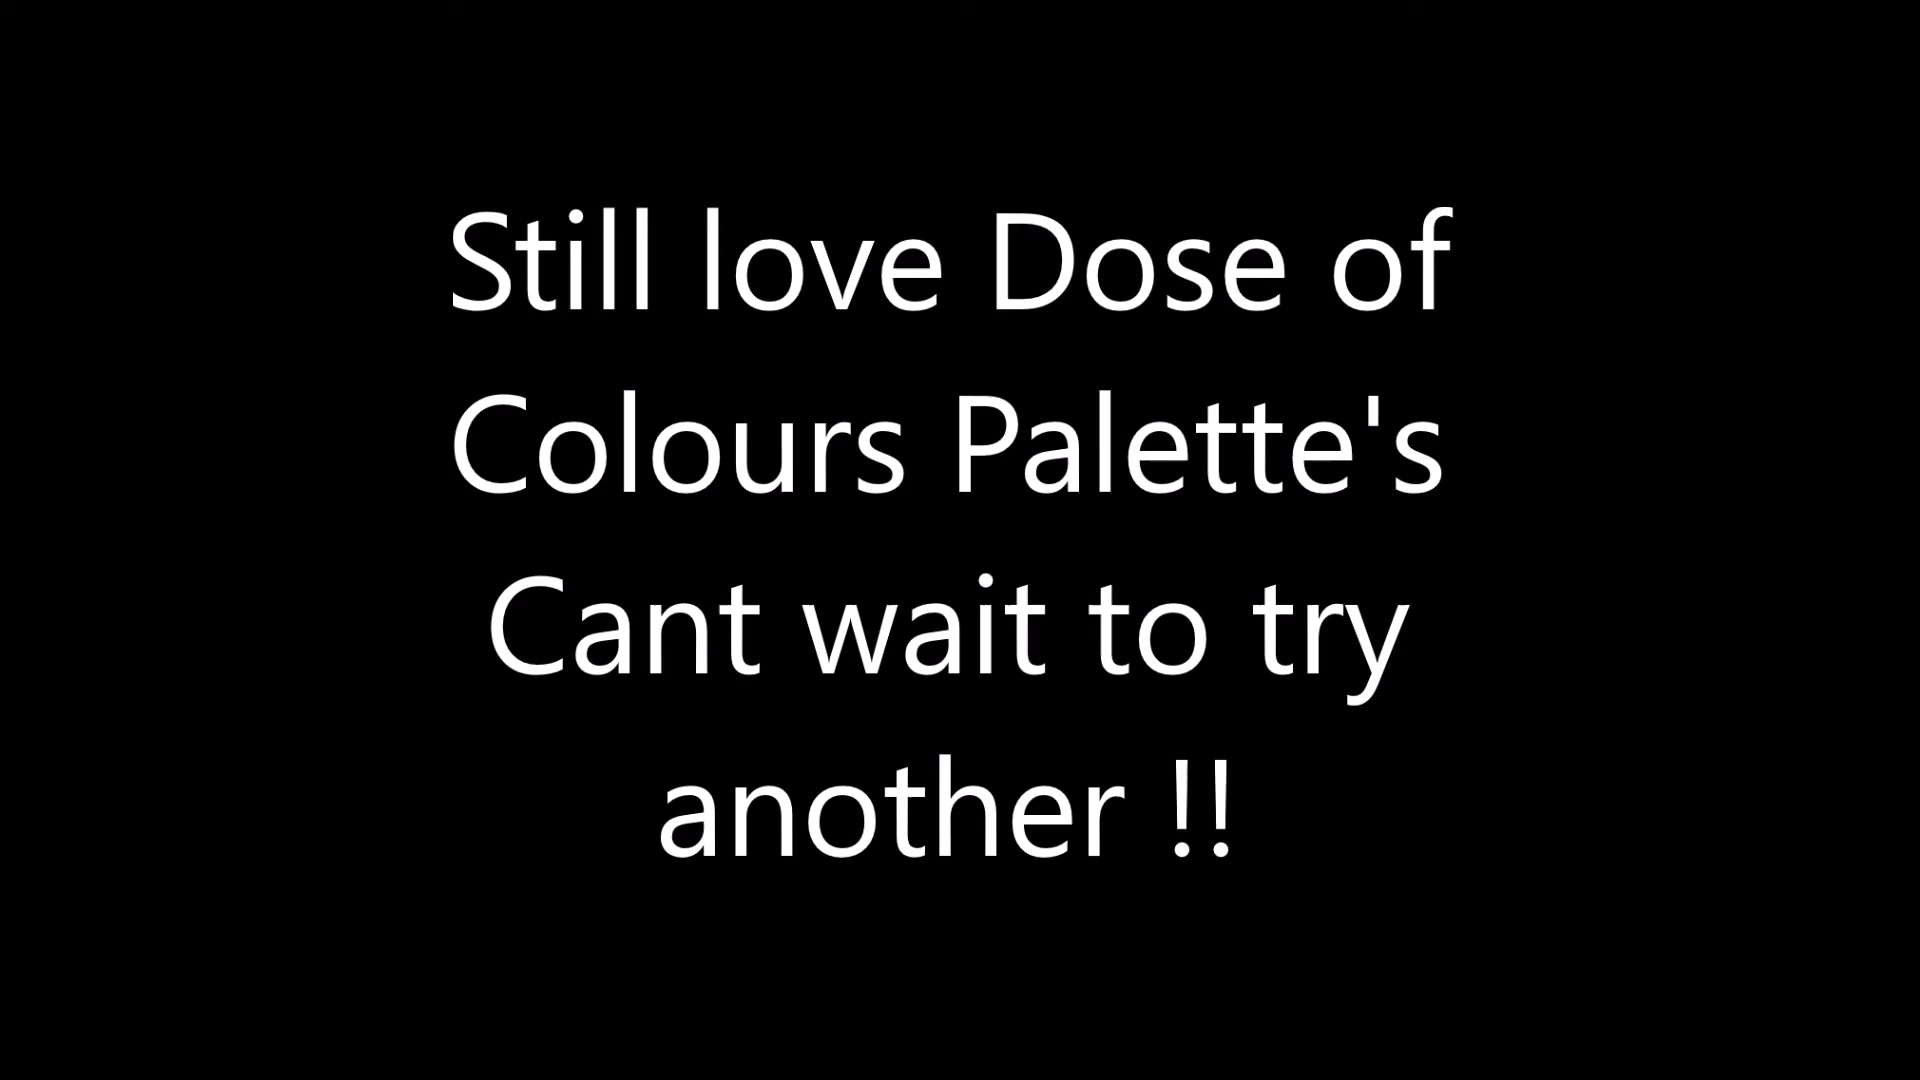 Still love Dose of
Colours Palette's
Cant wait to try
another !!